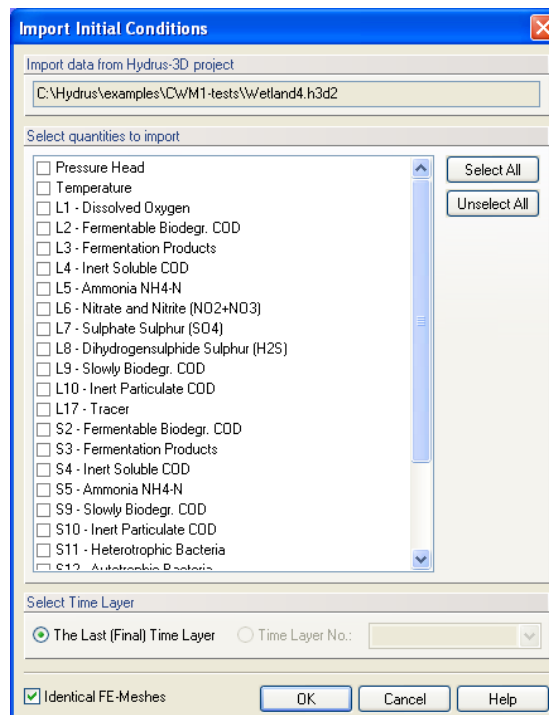 Import Initial Conditions
Import data from Hydrus-3D project
C:\Hydrus\examples\CWM1-tests\Wetland4.h3d2
Select quantities to import
Pressure Head
Temperature
L1 - Dissolved Oxygen
L2 - Fermentable Biodegr. COD
L3 - Fermentation Products
L4 - Inert Soluble COD
L5 - Ammonia NH4-N
L6 - Nitrate and Nitrite (NO2+NO3)
L7 - Sulphate Sulphur (SO4)
L8 - Dihydrogensulphide Sulphur (H2S)
L9 - Slowly Biodegr. COD
L10 - Inert Particulate COD
L17 - Tracer
S2 - Fermentable Biodegr. COD
S3 - Fermentation Products
S4 - Inert Soluble COD
S5 - Ammonia NH4-N
S9 - Slowly Biodegr. COD
S10 - Inert Particulate COD
S11 - Heterotrophic Bacteria
S12 - Autotrophic Bacteria
Select All
Unselect All
Select Time Layer
The Last (Final) Time Layer
Time Layer No.:
Identical FE-Meshes
OK
Cancel
Help